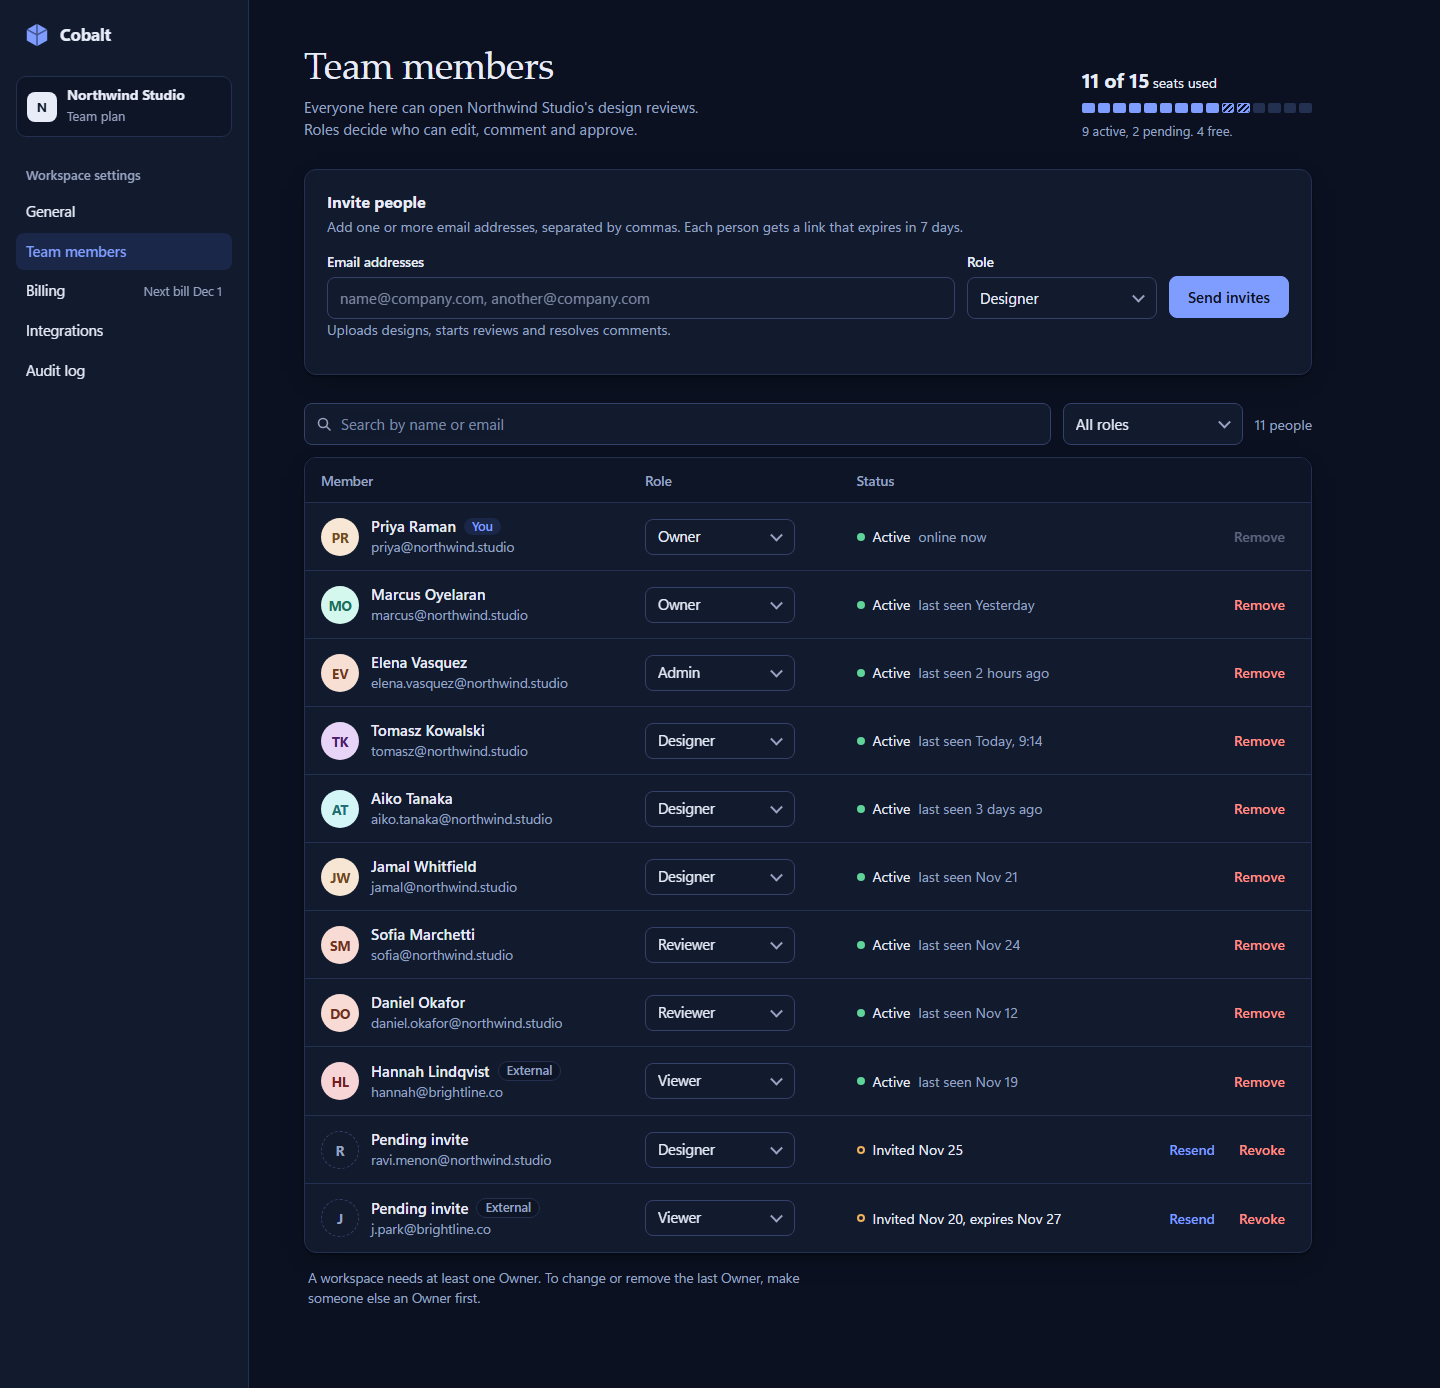 Cobalt
N
Northwind Studio
Team plan
Workspace settings
General
Team members
Billing
Next bill Dec 1
Integrations
Audit log
Team members
Everyone here can open Northwind Studio's design reviews.
Roles decide who can edit, comment and approve.
11 of 15 seats used
9 active, 2 pending. 4 free.
Invite people
Add one or more email addresses, separated by commas. Each person gets a link that expires in 7 days.
Email addresses
Role
name@company.com, another@company.com
Designer
Send invites
Uploads designs, starts reviews and resolves comments.
Search by name or email
All roles
11 people
Member
Role
Status
PR
Priya Raman You
priya@northwind.studio
Owner
Active online now
Remove
MO
Marcus Oyelaran
marcus@northwind.studio
Owner
Active last seen Yesterday
Remove
EV
Elena Vasquez
elena.vasquez@northwind.studio
Admin
Active last seen 2 hours ago
Remove
TK
Tomasz Kowalski
tomasz@northwind.studio
Designer
Active last seen Today, 9:14
Remove
AT
Aiko Tanaka
aiko.tanaka@northwind.studio
Designer
Active last seen 3 days ago
Remove
JW
Jamal Whitfield
jamal@northwind.studio
Designer
Active last seen Nov 21
Remove
SM
Sofia Marchetti
sofia@northwind.studio
Reviewer
Active last seen Nov 24
Remove
DO
Daniel Okafor
daniel.okafor@northwind.studio
Reviewer
Active last seen Nov 12
Remove
HL
Hannah Lindqvist External
hannah@brightline.co
Viewer
Active last seen Nov 19
Remove
R
Pending invite
ravi.menon@northwind.studio
Designer
Invited Nov 25
Resend
Revoke
J
Pending invite External
j.park@brightline.co
Viewer
Invited Nov 20, expires Nov 27
Resend
Revoke
A workspace needs at least one Owner. To change or remove the last Owner, make
someone else an Owner first.